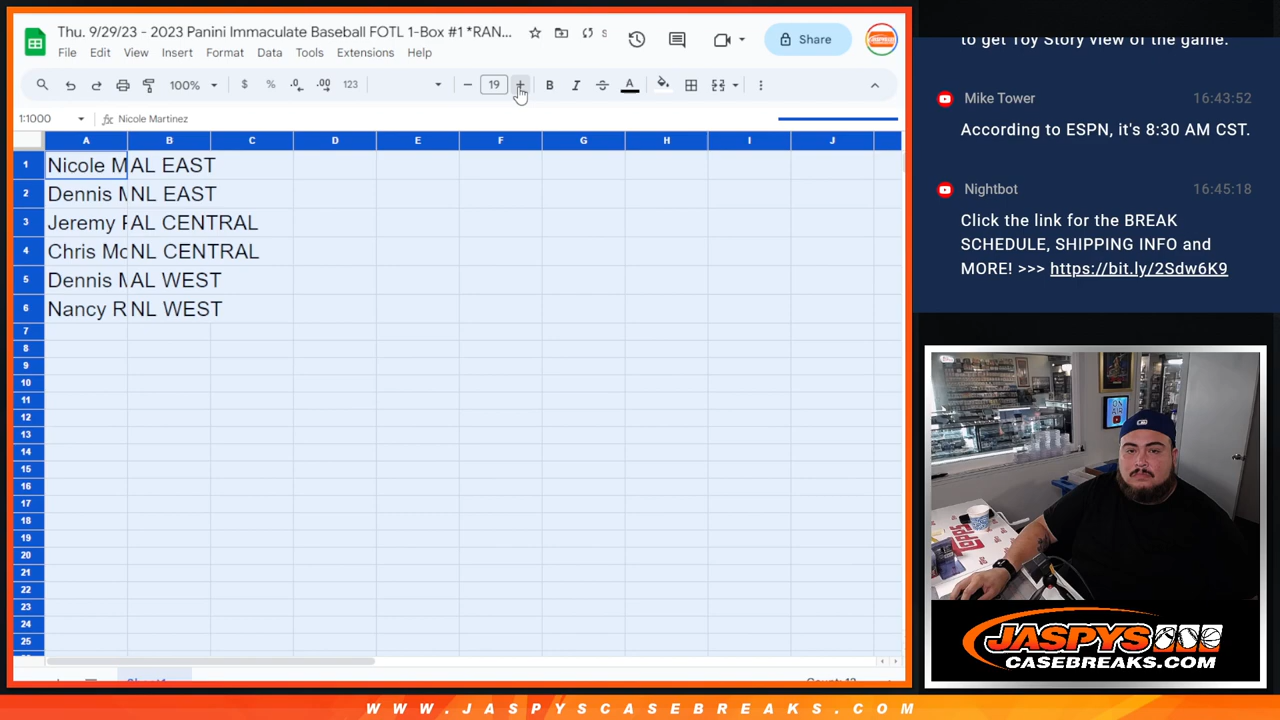 Thu. 9/29/23 - 2023 Panini Immaculate Baseball FOTL 1-Box #1 *RAN...
File Edit View Insert Format Data Tools Extensions Help
Share
100% $ % .0 .00 123 19 B I A
1:1000 fx Nicole Martinez
A B C D E F G H I J
1 Nicole M AL EAST
2 Dennis M NL EAST
3 Jeremy F AL CENTRAL
4 Chris Mc NL CENTRAL
5 Dennis M AL WEST
6 Nancy R NL WEST
7
8
9
10
11
12
13
14
15
16
17
18
19
20
21
22
23
24
25
to get Toy Story view of the game.
Mike Tower 16:43:52
According to ESPN, it's 8:30 AM CST.
Nightbot 16:45:18
Click the link for the BREAK
SCHEDULE, SHIPPING INFO and
MORE! >>> https://bit.ly/2Sdw6K9
ON
AIR
JASPYS
CASEBREAKS.COM
WWW.JASPYSCASEBREAKS.COM